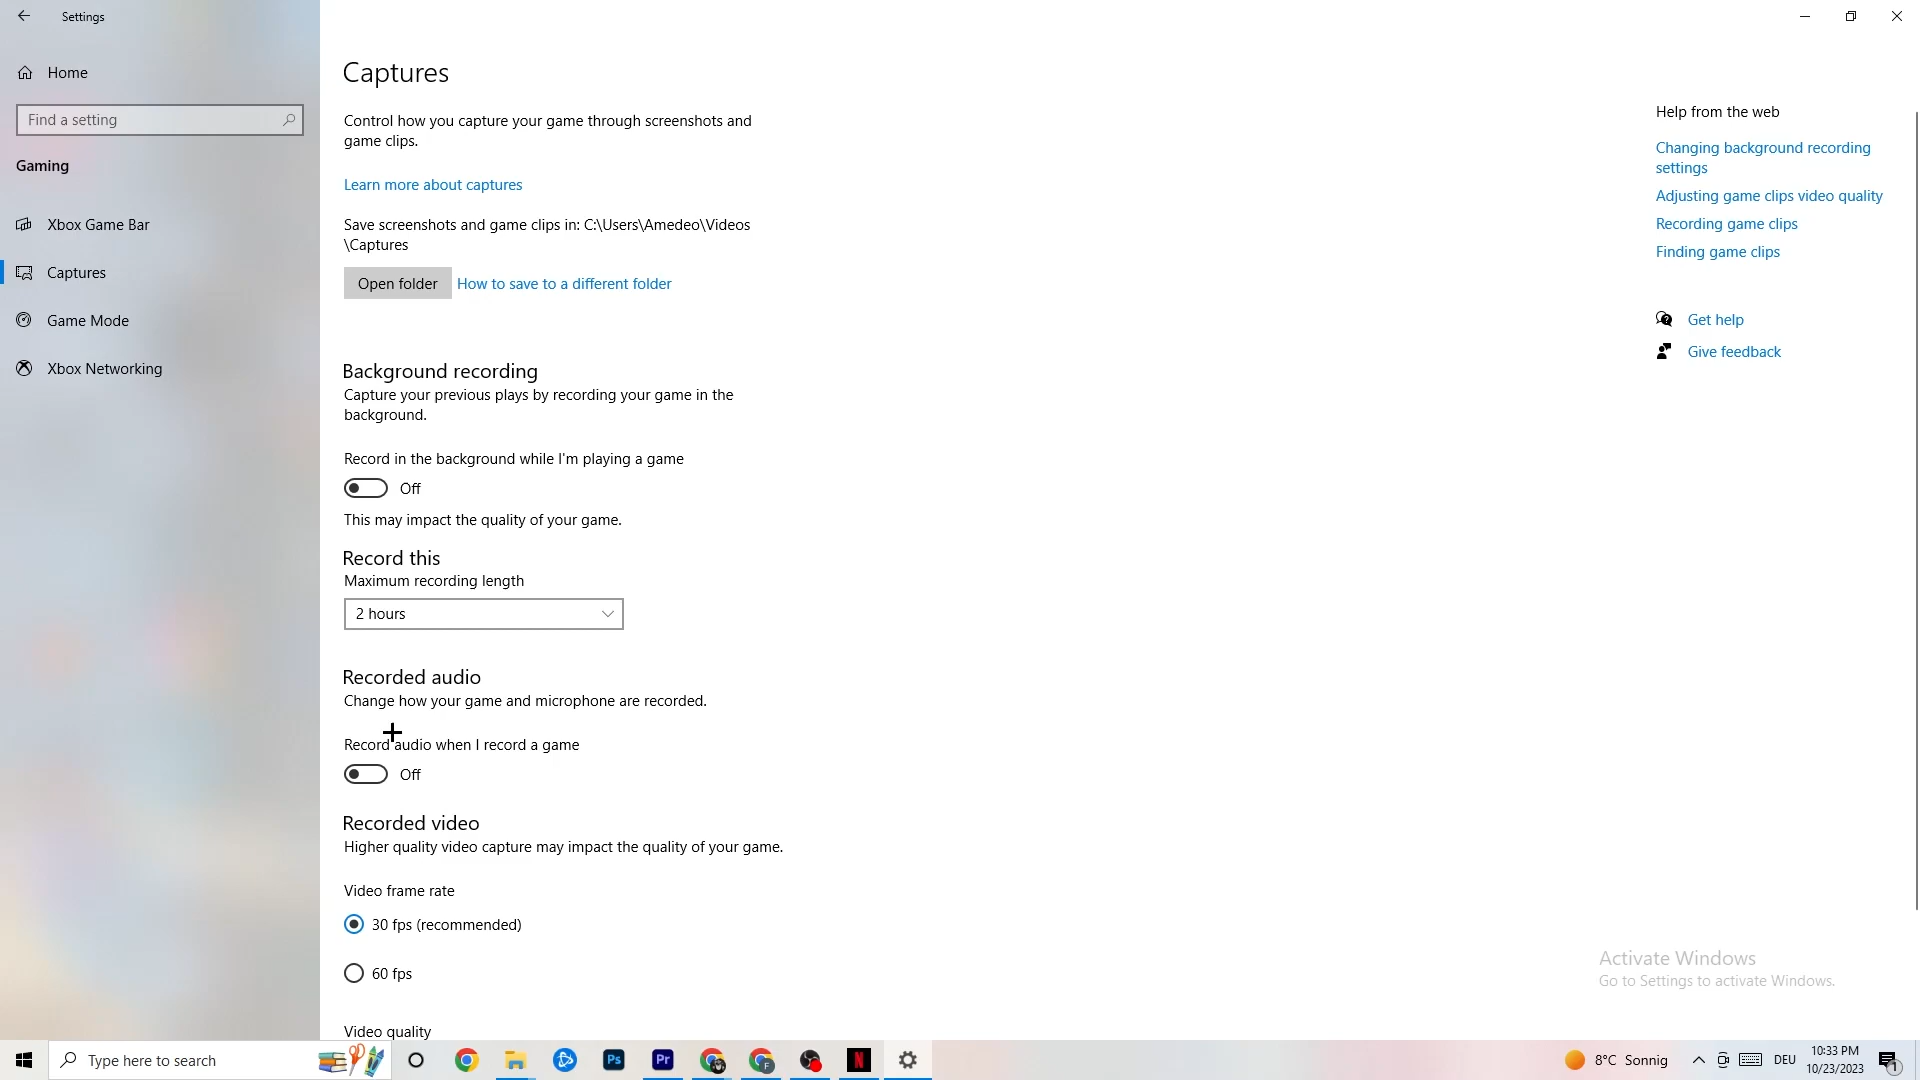 Settings
Home
Find a setting
Gaming
Xbox Game Bar
Captures
Game Mode
Xbox Networking
Captures
Control how you capture your game through screenshots and
game clips.
Learn more about captures
Save screenshots and game clips in: C:\Users\Amedeo\Videos
\Captures
Open folder
How to save to a different folder
Background recording
Capture your previous plays by recording your game in the
background.
Record in the background while I'm playing a game
Off
This may impact the quality of your game.
Record this
Maximum recording length
2 hours
Recorded audio
Change how your game and microphone are recorded.
Record audio when I record a game
Off
Recorded video
Higher quality video capture may impact the quality of your game.
Video frame rate
30 fps (recommended)
60 fps
Video quality
Help from the web
Changing background recording
settings
Adjusting game clips video quality
Recording game clips
Finding game clips
Get help
Give feedback
Activate Windows
Go to Settings to activate Windows.
Type here to search
Ps
Pr
F
N
8°C Sonnig
DEU
10:33 PM
10/23/2023
1